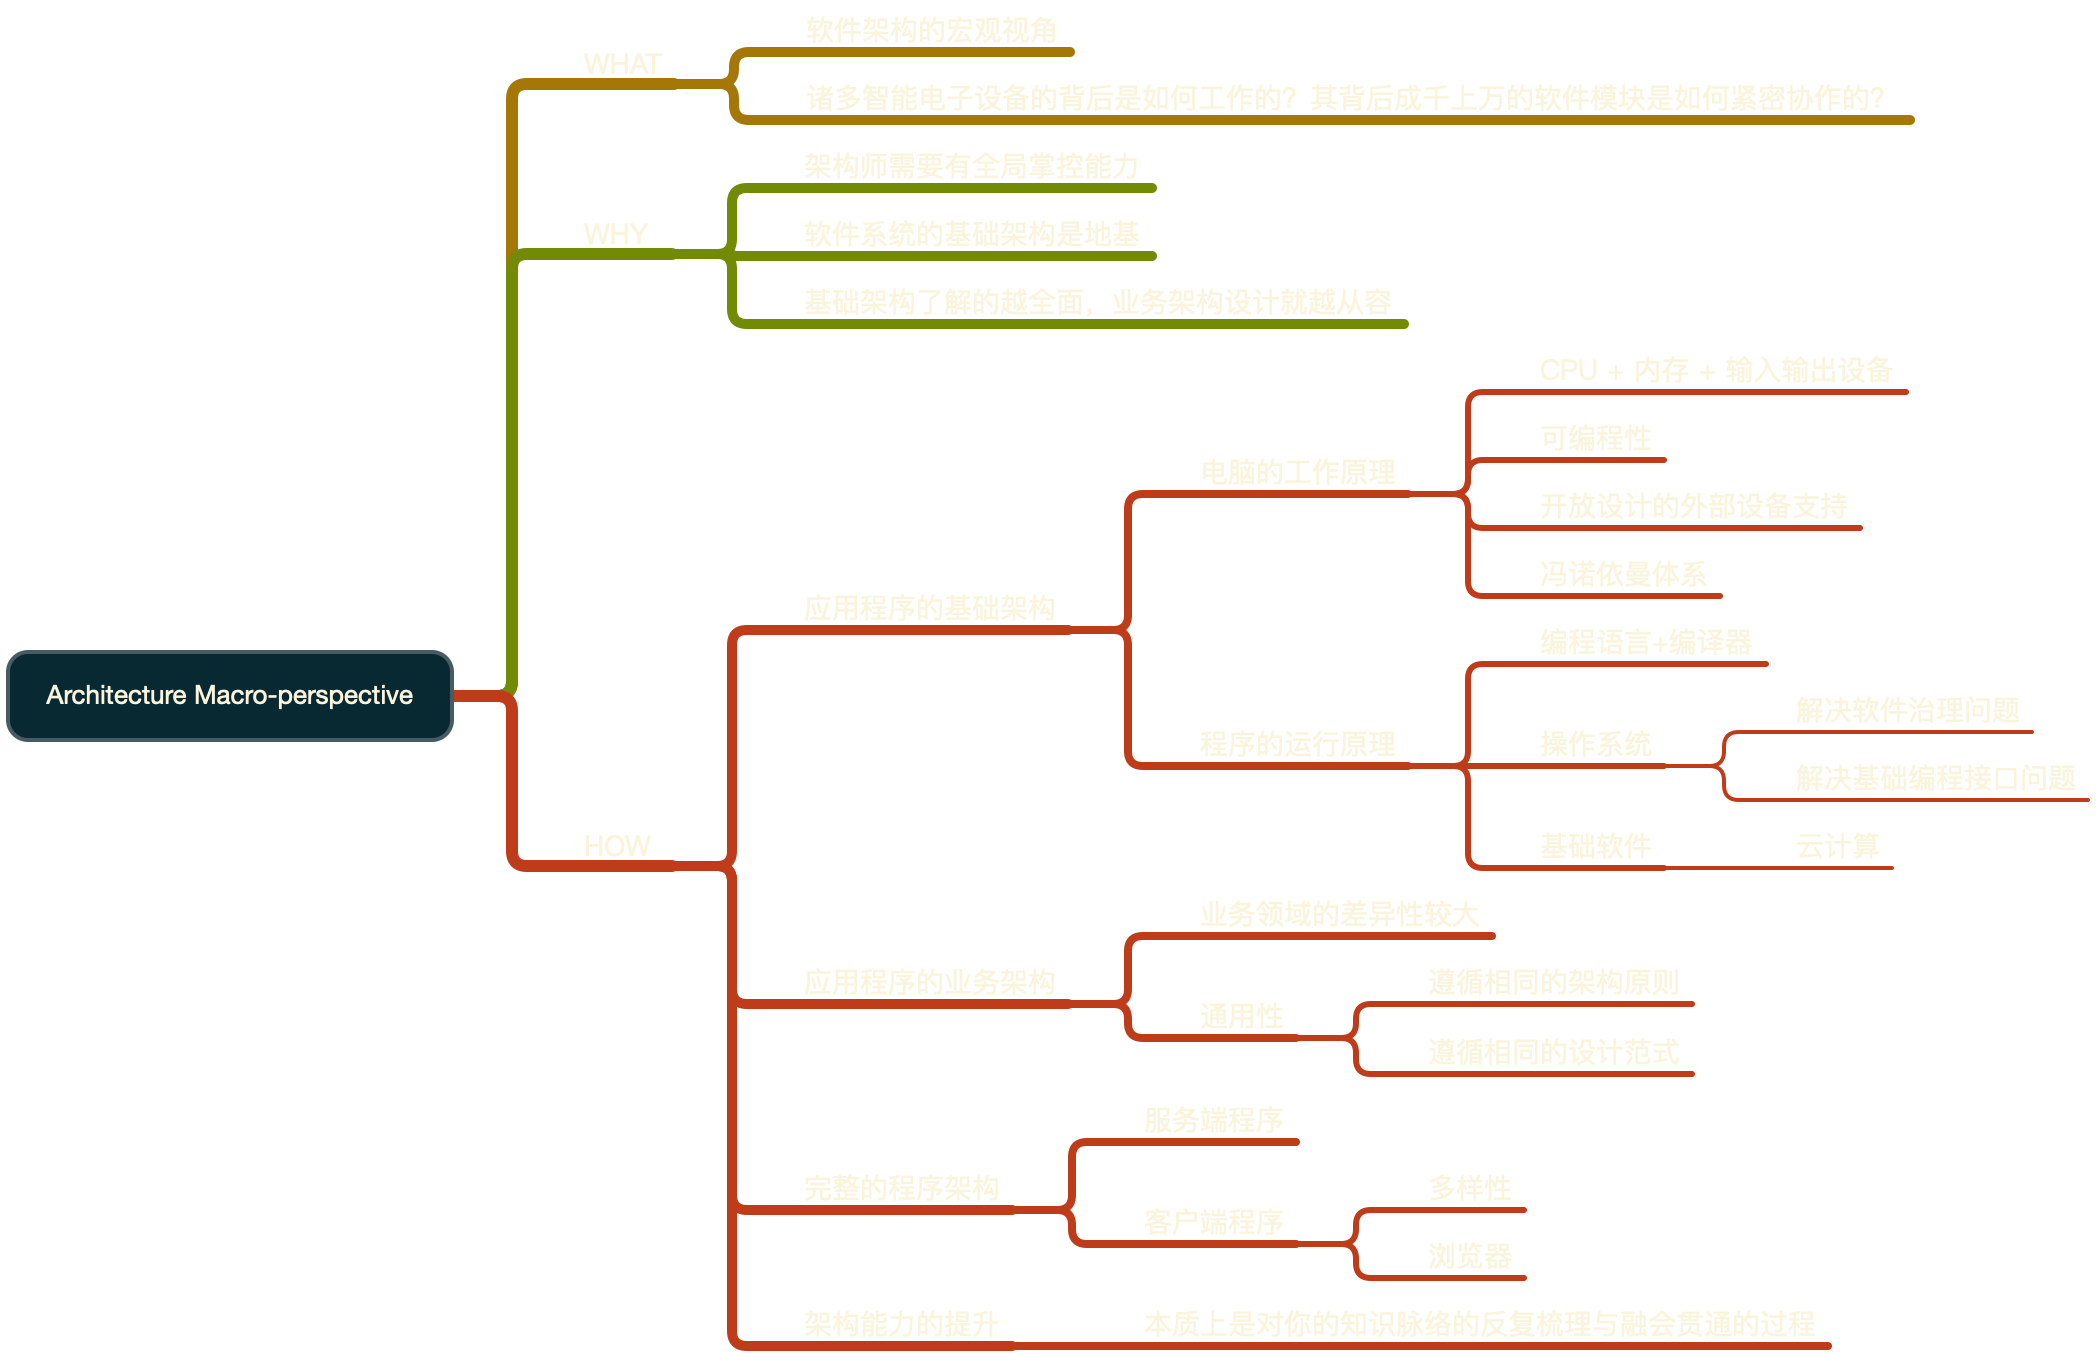 软件架构的宏观视角
WHAT
诸多智能电子设备的背后是如何工作的？其背后成千上万的软件模块是如何紧密协作的？
架构师需要有全局掌控能力
WHY
软件系统的基础架构是地基
基础架构了解的越全面，业务架构设计就越从容
CPU + 内存 + 输入输出设备
可编程性
电脑的工作原理
开放设计的外部设备支持
冯诺依曼体系
应用程序的基础架构
编程语言+编译器
Architecture Macro-perspective
解决软件治理问题
程序的运行原理
操作系统
解决基础编程接口问题
HOW
基础软件
云计算
业务领域的差异性较大
应用程序的业务架构
遵循相同的架构原则
通用性
遵循相同的设计范式
服务端程序
完整的程序架构
多样性
客户端程序
浏览器
架构能力的提升
本质上是对你的知识脉络的反复梳理与融会贯通的过程